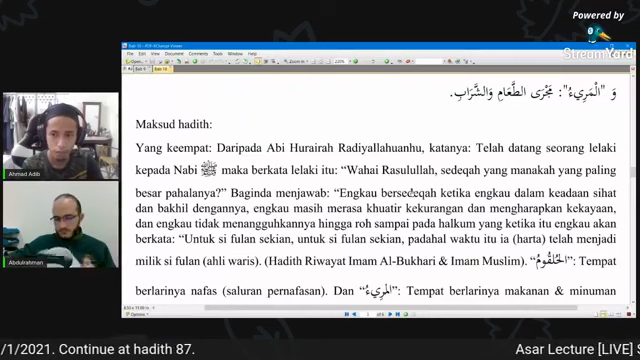 Powered by
StreamYard
وَ "الْمَرِيْءُ": مَجْرَى الطَّعَامِ وَالشَّرَابِ.
Maksud hadith:
Yang keempat: Daripada Abi Hurairah Radiyallahuanhu, katanya: Telah datang seorang lelaki
kepada Nabi ﷺ maka berkata lelaki itu: “Wahai Rasulullah, sedeqah yang manakah yang paling
besar pahalanya?” Baginda menjawab: “Engkau bersedeqah ketika engkau dalam keadaan sihat
dan bakhil dengannya, engkau masih merasa khuatir kekurangan dan mengharapkan kekayaan,
dan engkau tidak menangguhkannya hingga roh sampai pada halkum yang ketika itu engkau akan
berkata: “Untuk si fulan sekian, untuk si fulan sekian, padahal waktu itu ia (harta) telah menjadi
milik si fulan (ahli waris). (Hadith Riwayat Imam Al-Bukhari & Imam Muslim). “الحُلْقُومُ”: Tempat
berlarinya nafas (saluran pernafasan). Dan “المَرِيءُ”: Tempat berlarinya makanan & minuman
Ahmad Adib
Abdulrahman
/1/2021. Continue at hadith 87.
Asar Lecture [LIVE] S